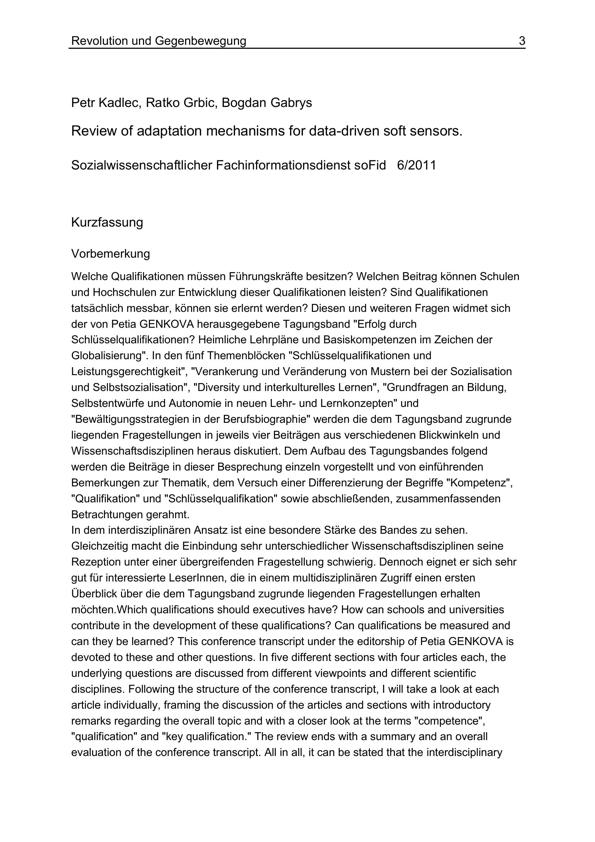 Revolution und Gegenbewegung 3
Petr Kadlec, Ratko Grbic, Bogdan Gabrys
Review of adaptation mechanisms for data-driven soft sensors.
Sozialwissenschaftlicher Fachinformationsdienst soFid 6/2011
Kurzfassung
Vorbemerkung
Welche Qualifikationen müssen Führungskräfte besitzen? Welchen Beitrag können Schulen
und Hochschulen zur Entwicklung dieser Qualifikationen leisten? Sind Qualifikationen
tatsächlich messbar, können sie erlernt werden? Diesen und weiteren Fragen widmet sich
der von Petia GENKOVA herausgegebene Tagungsband "Erfolg durch
Schlüsselqualifikationen? Heimliche Lehrpläne und Basiskompetenzen im Zeichen der
Globalisierung". In den fünf Themenblöcken "Schlüsselqualifikationen und
Leistungsgerechtigkeit", "Verankerung und Veränderung von Mustern bei der Sozialisation
und Selbstsozialisation", "Diversity und interkulturelles Lernen", "Grundfragen an Bildung,
Selbstentwürfe und Autonomie in neuen Lehr- und Lernkonzepten" und
"Bewältigungsstrategien in der Berufsbiographie" werden die dem Tagungsband zugrunde
liegenden Fragestellungen in jeweils vier Beiträgen aus verschiedenen Blickwinkeln und
Wissenschaftsdisziplinen heraus diskutiert. Dem Aufbau des Tagungsbandes folgend
werden die Beiträge in dieser Besprechung einzeln vorgestellt und von einführenden
Bemerkungen zur Thematik, dem Versuch einer Differenzierung der Begriffe "Kompetenz",
"Qualifikation" und "Schlüsselqualifikation" sowie abschließenden, zusammenfassenden
Betrachtungen gerahmt.
In dem interdisziplinären Ansatz ist eine besondere Stärke des Bandes zu sehen.
Gleichzeitig macht die Einbindung sehr unterschiedlicher Wissenschaftsdisziplinen seine
Rezeption unter einer übergreifenden Fragestellung schwierig. Dennoch eignet er sich sehr
gut für interessierte LeserInnen, die in einem multidisziplinären Zugriff einen ersten
Überblick über die dem Tagungsband zugrunde liegenden Fragestellungen erhalten
möchten.Which qualifications should executives have? How can schools and universities
contribute in the development of these qualifications? Can qualifications be measured and
can they be learned? This conference transcript under the editorship of Petia GENKOVA is
devoted to these and other questions. In five different sections with four articles each, the
underlying questions are discussed from different viewpoints and different scientific
disciplines. Following the structure of the conference transcript, I will take a look at each
article individually, framing the discussion of the articles and sections with introductory
remarks regarding the overall topic and with a closer look at the terms "competence",
"qualification" and "key qualification." The review ends with a summary and an overall
evaluation of the conference transcript. All in all, it can be stated that the interdisciplinary